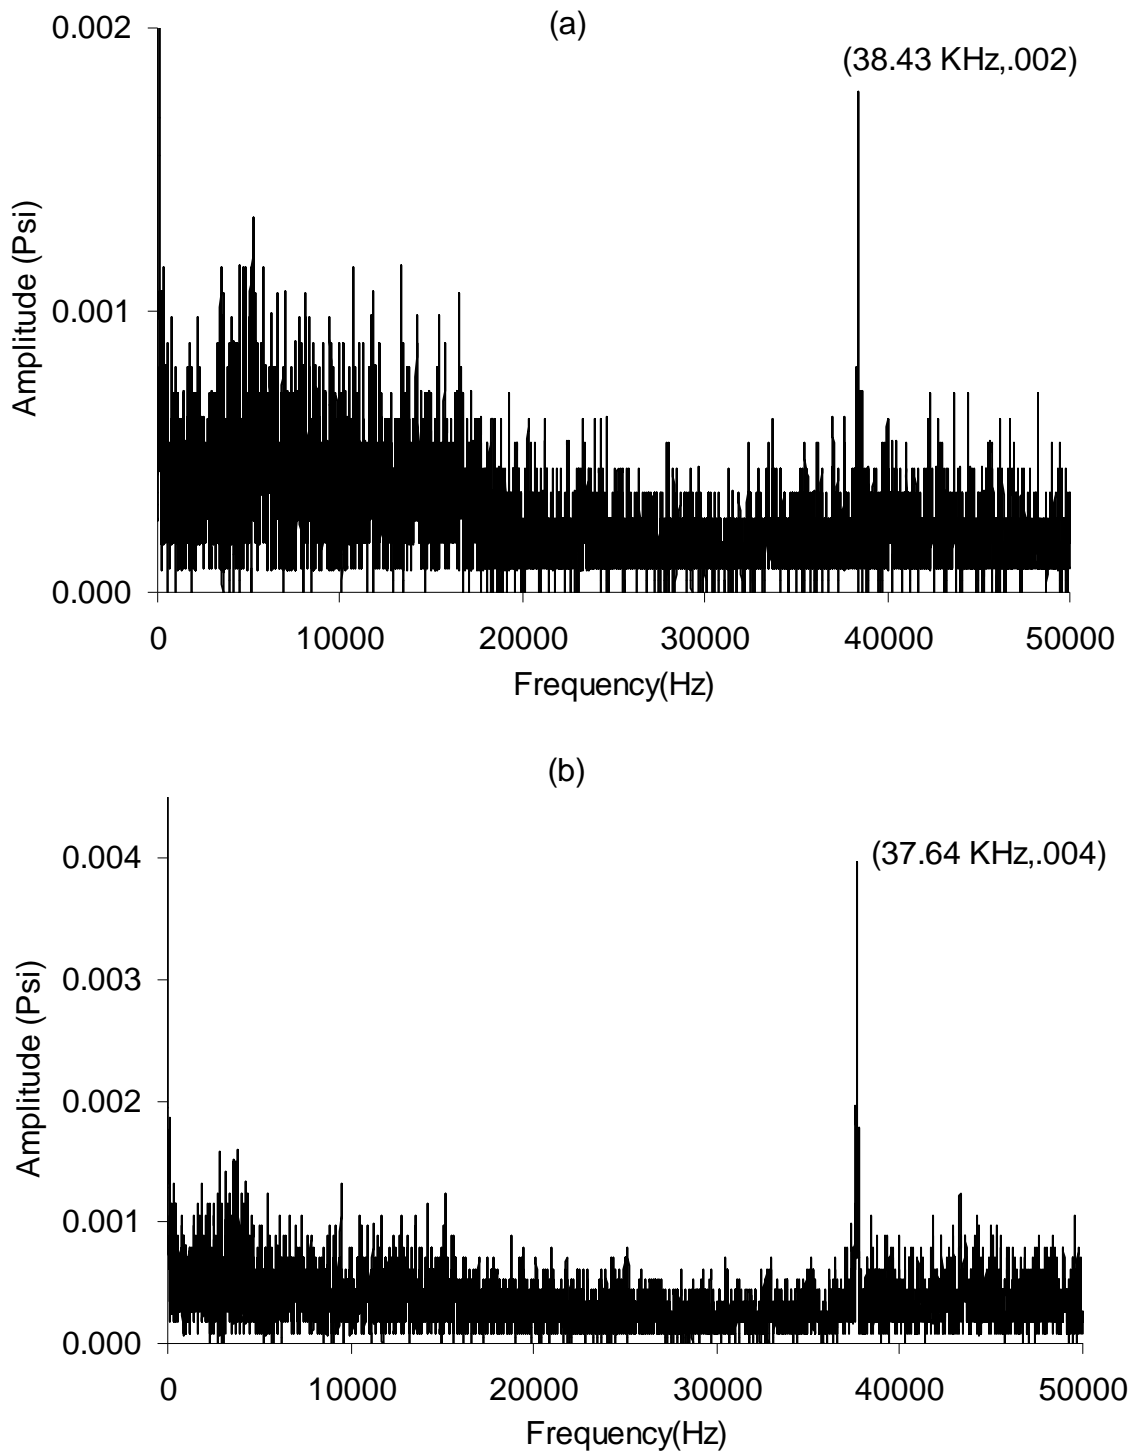 (a)
0.002
(38.43 KHz,.002)
Amplitude (Psi)
0.001
0.000
0 10000 20000 30000 40000 50000
Frequency(Hz)
(b)
0.004
(37.64 KHz,.004)
0.003
Amplitude (Psi)
0.002
0.001
0.000
0 10000 20000 30000 40000 50000
Frequency(Hz)